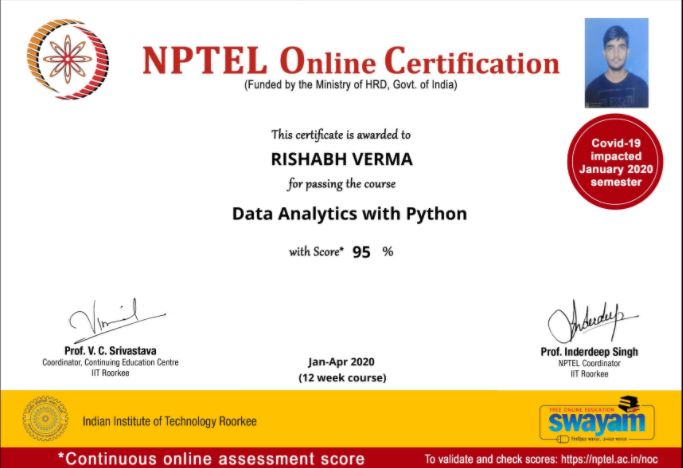 NPTEL Online Certification
(Funded by the Ministry of HRD, Govt. of India)
This certificate is awarded to
RISHABH VERMA
for passing the course
Data Analytics with Python
with Score* 95 %
Covid-19
impacted
January 2020
semester
Prof. V. C. Srivastava
Coordinator, Continuing Education Centre
IIT Roorkee
Jan-Apr 2020
(12 week course)
Prof. Inderdeep Singh
NPTEL Coordinator
IIT Roorkee
Indian Institute of Technology Roorkee
FREE ONLINE EDUCATION
swayam
शिक्षित भारत, उन्नत भारत
*Continuous online assessment score
To validate and check scores: https://nptel.ac.in/noc